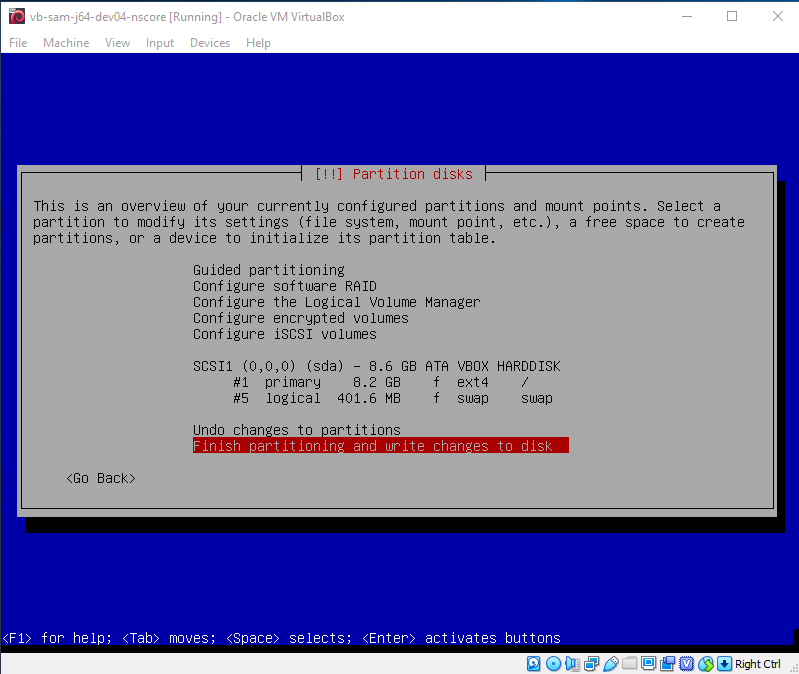 vb-sam-j64-dev04-nscore [Running] - Oracle VM VirtualBox
File Machine View Input Devices Help
[!!] Partition disks
This is an overview of your currently configured partitions and mount points. Select a
partition to modify its settings (file system, mount point, etc.), a free space to create
partitions, or a device to initialize its partition table.
Guided partitioning
Configure software RAID
Configure the Logical Volume Manager
Configure encrypted volumes
Configure iSCSI volumes
SCSI1 (0,0,0) (sda) - 8.6 GB ATA VBOX HARDDISK
#1 primary 8.2 GB f ext4 /
#5 logical 401.6 MB f swap swap
Undo changes to partitions
Finish partitioning and write changes to disk
<Go Back>
<F1> for help; <Tab> moves; <Space> selects; <Enter> activates buttons
Right Ctrl